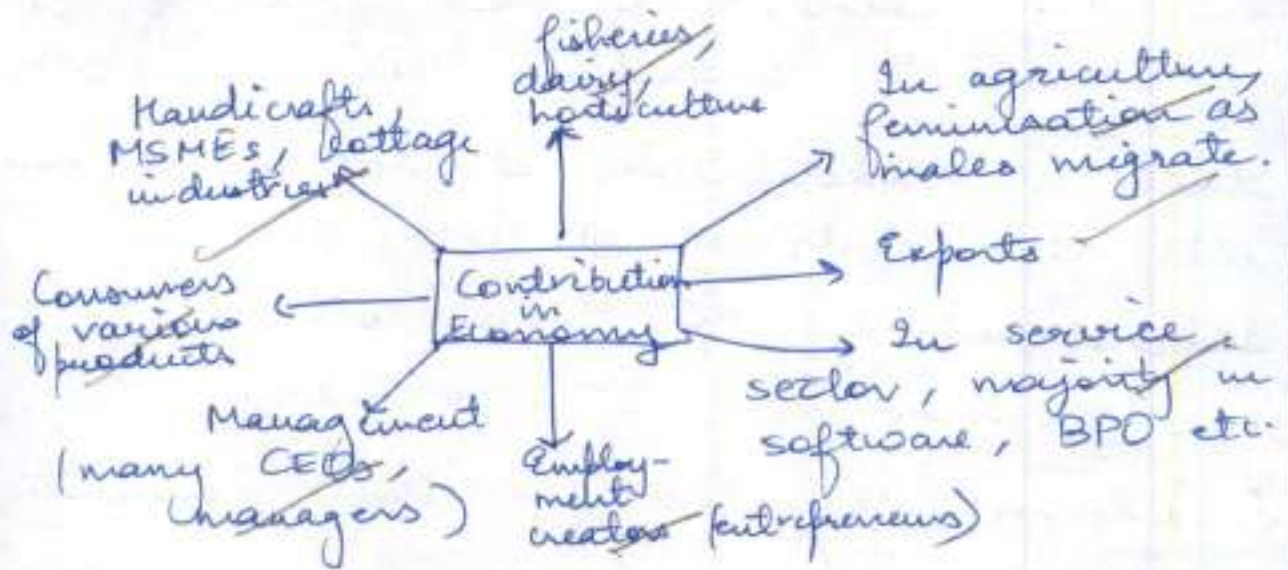 fisheries,
dairy,
horticulture
Handicrafts,
MSMEs, Cottage
industries
In agriculture,
feminisation as
males migrate.
Contribution
in
Economy
Exports
Consumers
of various
products
In service
sector, majority in
software, BPO etc.
Management
(many CEOs,
managers)
Employ-
ment
creators (entrepreneurs)